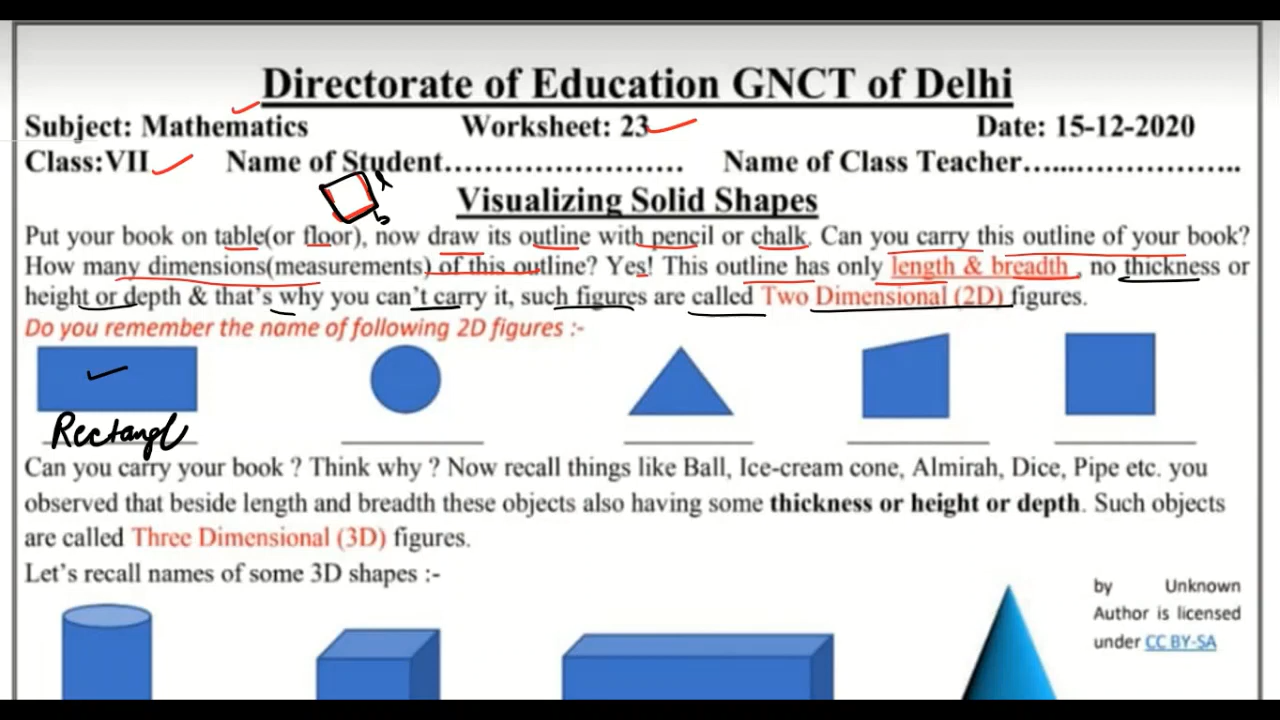 Directorate of Education GNCT of Delhi
Subject: Mathematics Worksheet: 23 Date: 15-12-2020
Class:VII Name of Student........................... Name of Class Teacher......................
l
b
Visualizing Solid Shapes
Put your book on table(or floor), now draw its outline with pencil or chalk. Can you carry this outline of your book?
How many dimensions(measurements) of this outline? Yes! This outline has only length & breadth , no thickness or
height or depth & that's why you can't carry it, such figures are called Two Dimensional (2D) figures.
Do you remember the name of following 2D figures :-
Rectangl
Can you carry your book ? Think why ? Now recall things like Ball, Ice-cream cone, Almirah, Dice, Pipe etc. you
observed that beside length and breadth these objects also having some thickness or height or depth. Such objects
are called Three Dimensional (3D) figures.
Let's recall names of some 3D shapes :-
by Unknown
Author is licensed
under CC BY-SA